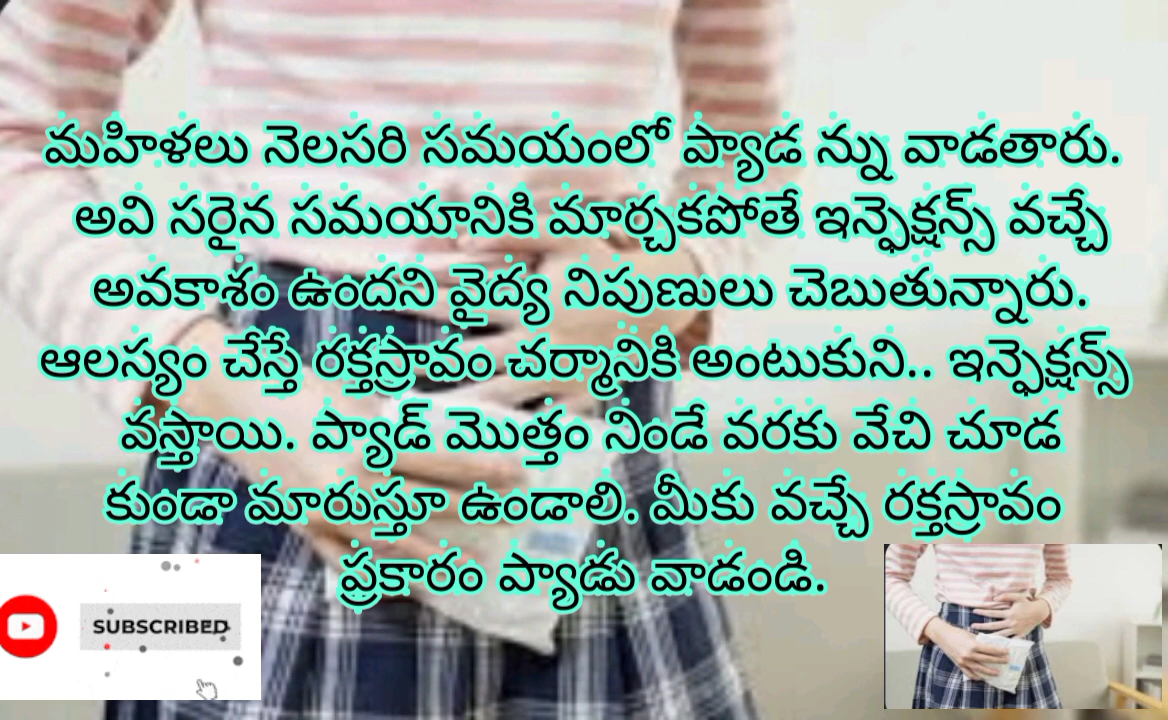 మహిళలు నెలసరి సమయంలో ప్యాడ న్ను వాడతారు.
అవి సరైన సమయానికి మార్చకపోతే ఇన్ఫెక్షన్స్ వచ్చే
అవకాశం ఉందని వైద్య నిపుణులు చెబుతున్నారు.
ఆలస్యం చేస్తే రక్తస్రావం చర్మానికి అంటుకుని.. ఇన్ఫెక్షన్స్
వస్తాయి. ప్యాడ్ మొత్తం నిండే వరకు వేచి చూడ
కుండా మారుస్తూ ఉండాలి. మీకు వచ్చే రక్తస్రావం
ప్రకారం ప్యాడు వాడండి.
SUBSCRIBED